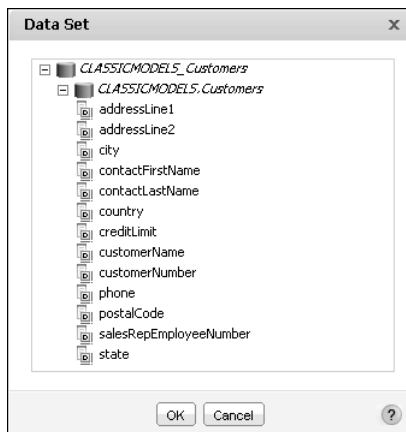 Data Set
x
CLASSICMODELS_Customers
CLASSICMODELS.Customers
addressLine1
addressLine2
city
contactFirstName
contactLastName
country
creditLimit
customerName
customerNumber
phone
postalCode
salesRepEmployeeNumber
state
OK Cancel ?